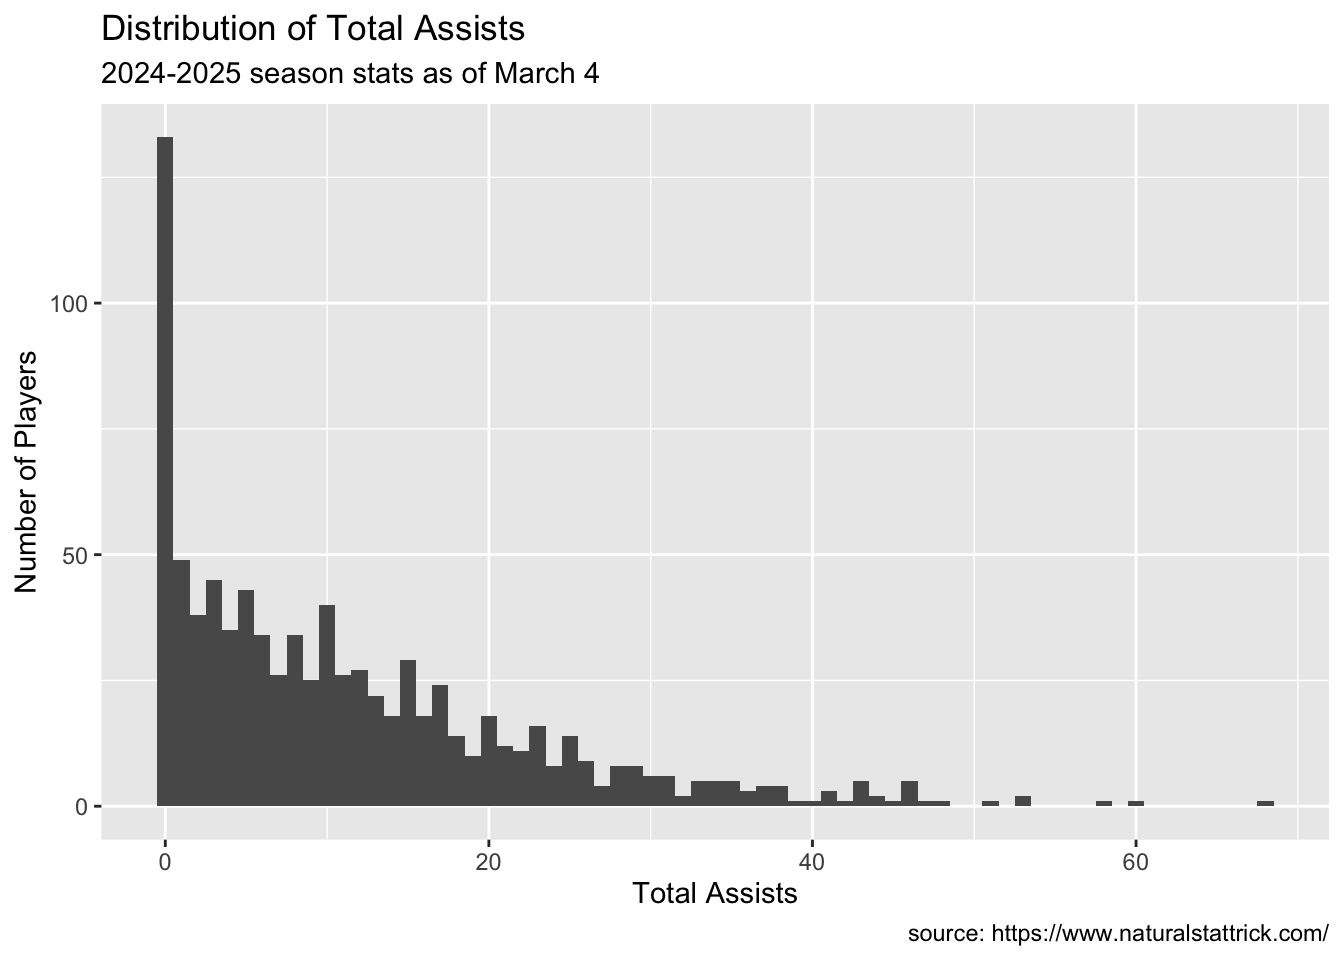 Distribution of Total Assists
2024-2025 season stats as of March 4
100
50
0
Number of Players
0 20 40 60
Total Assists
source: https://www.naturalstattrick.com/